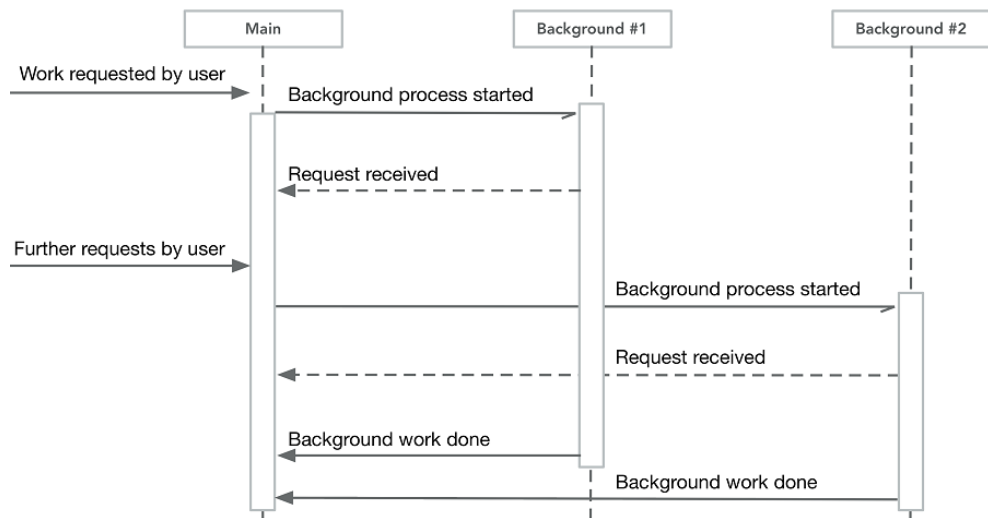 Main
Background #1
Background #2
Work requested by user
Background process started
Request received
Further requests by user
Background process started
Request received
Background work done
Background work done